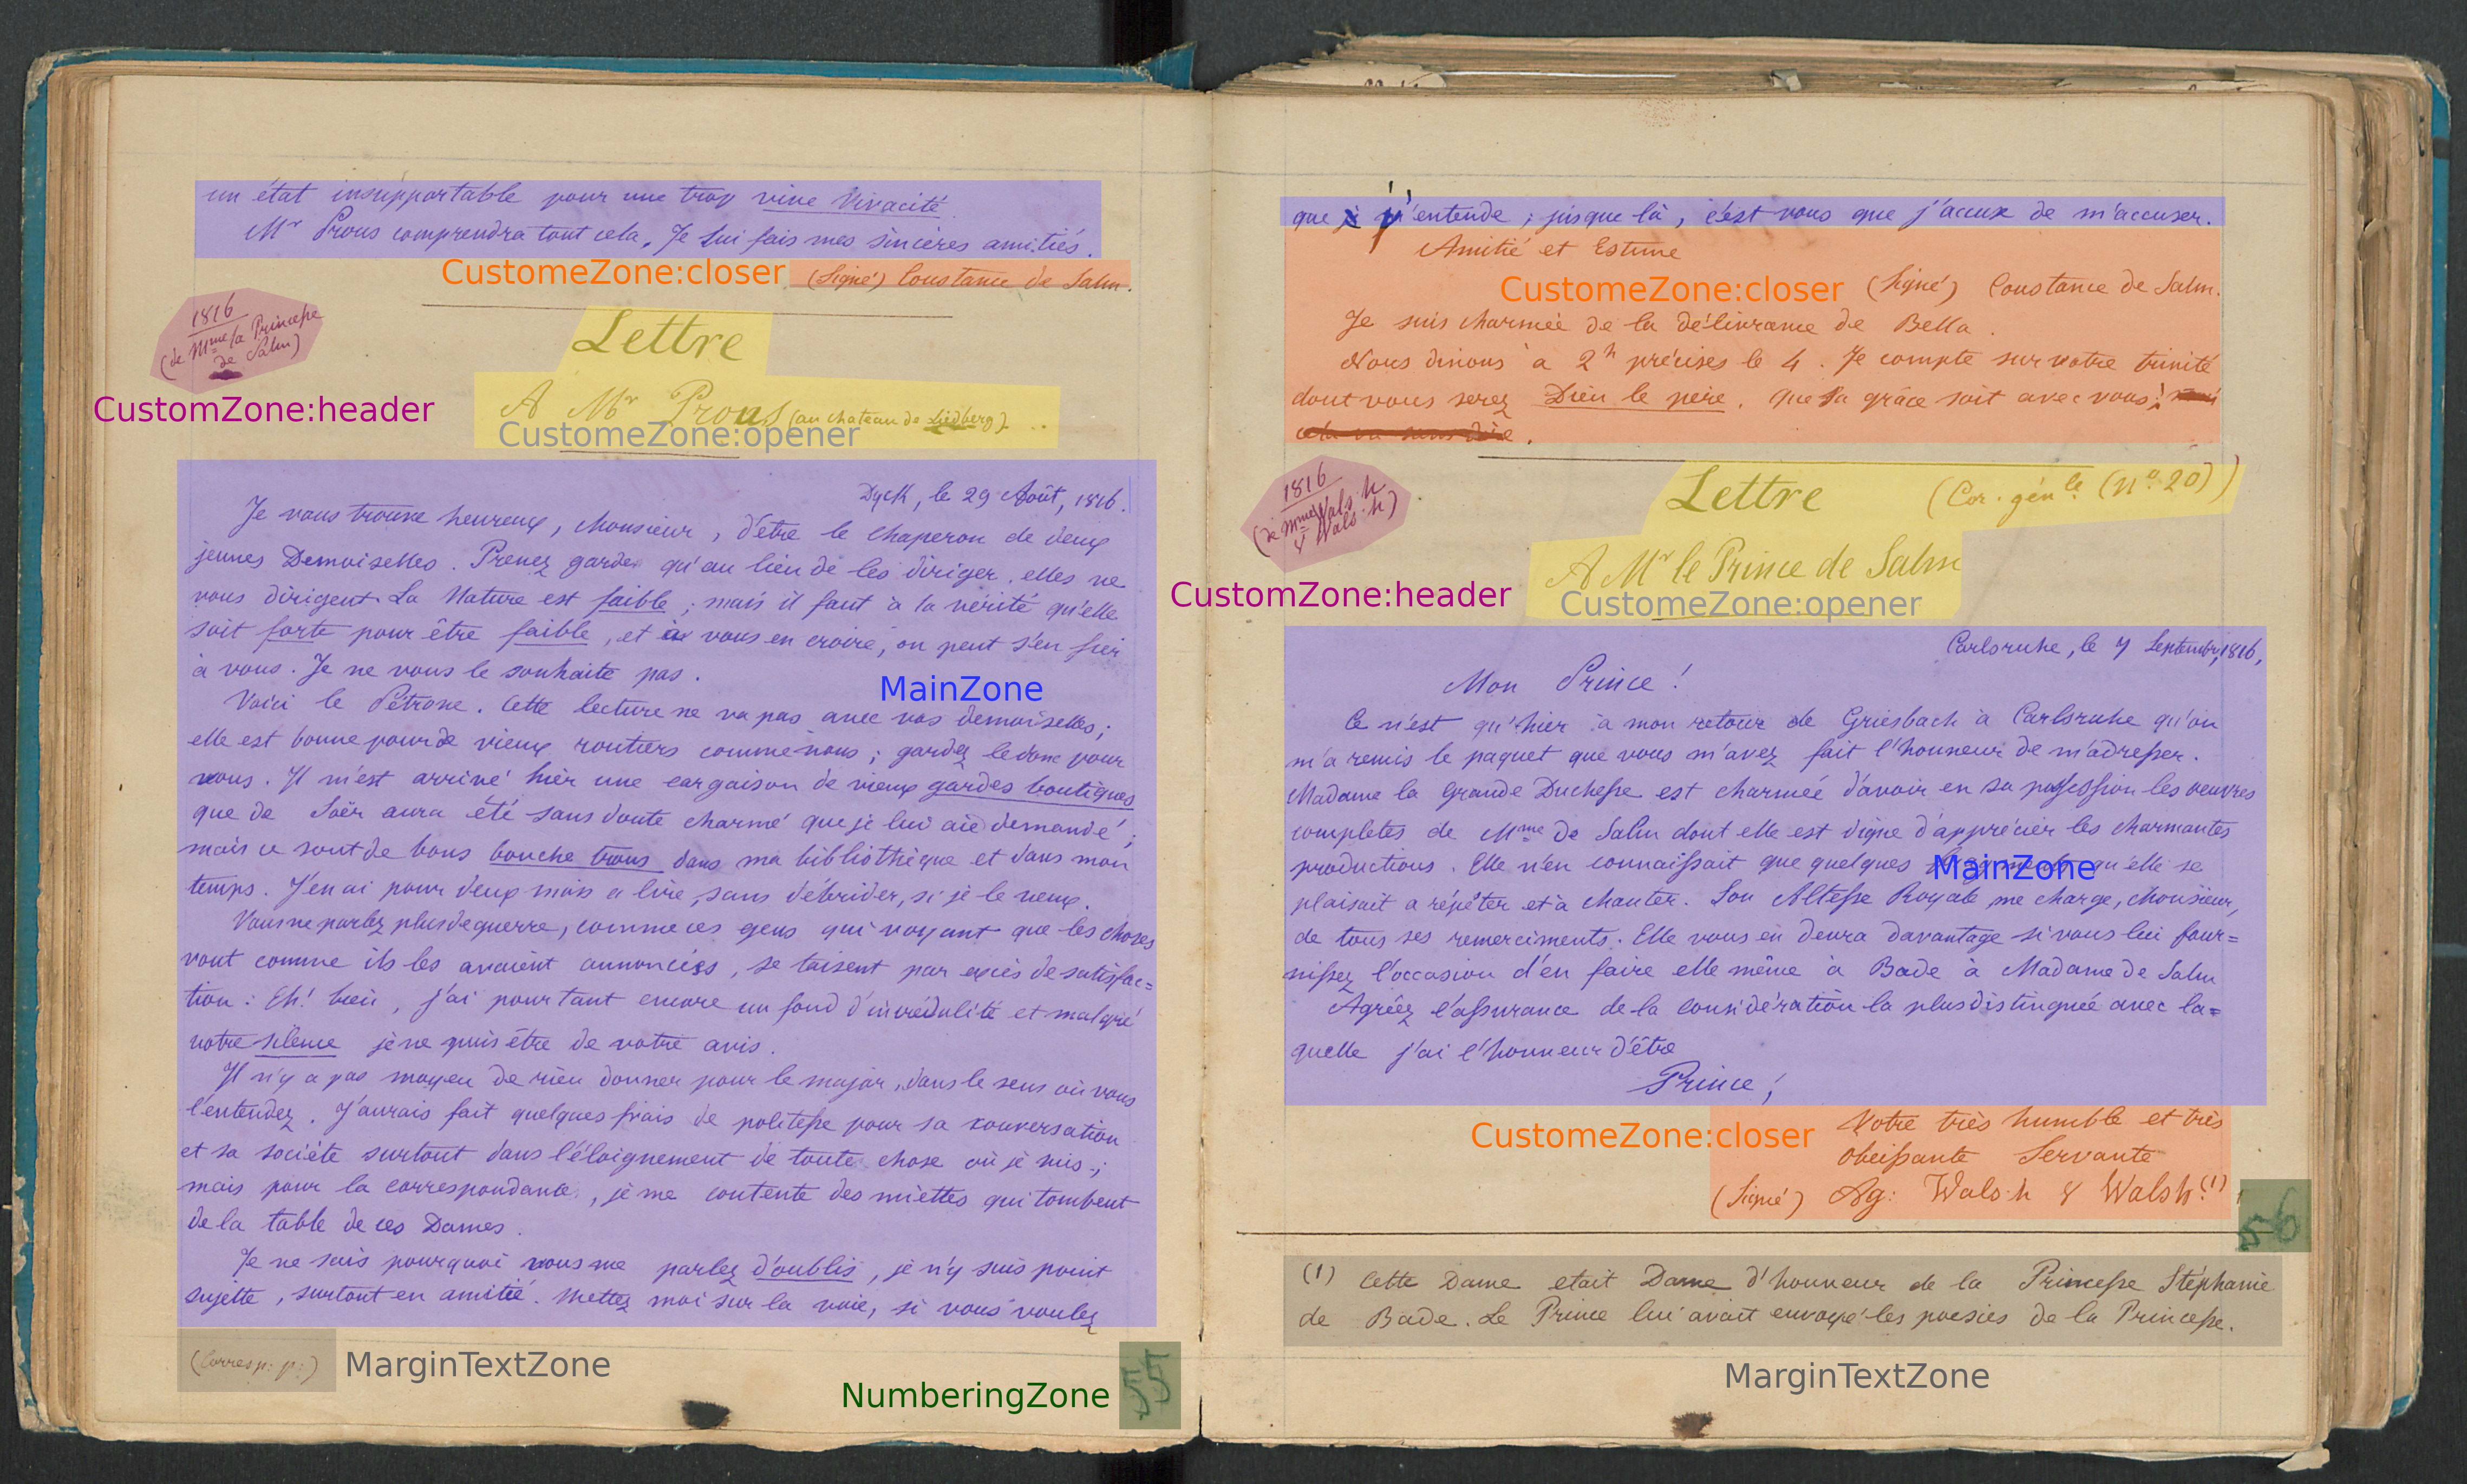 un état insupportable pour une trop vive vivacité.
Mr Prous comprendra tout cela. Je lui fais mes sincères amitiés.
CustomeZone:closer (Signé) Constance de Salm.
1816
(de Mme la Princesse
de Salm)
CustomZone:header
Lettre
A Mr Prous (au chateau de Liedberg)
CustomeZone:opener
Dyck, le 29 Août, 1816.
Je vous trouve heureux, Monsieur, d'être le chaperon de deux
jeunes Demoiselles. Prenez garde qu'au lieu de les diriger, elles ne
vous dirigent. La Nature est faible; mais il faut à la vérité qu'elle
soit forte pour être faible, et à vous en croire, on peut s'en fier
à vous. Je ne vous le souhaite pas.
MainZone
Voici le Pétrone. Cette lecture ne va pas avec vos demoiselles;
elle est bonne pour de vieux routiers comme nous; gardez le donc pour
vous. Il m'est arrivé hier une cargaison de vieux gardes boutiques
que de Soër aura été sans doute charmé que je lui aie demandé;
mais ce sont de bons bouche trous dans ma bibliothèque et dans mon
temps. J'en ai pour deux mois a lire, sans débrider, si je le veux.
Vous ne parlez plus de guerre, comme ces gens qui voyant que les choses
vont comme ils les avaient annoncées, se taisent par excès de satisfac=
tion: Eh! bien, j'ai pourtant encore un fond d'incrédulité et malgré
votre silence je ne puis être de votre avis.
Il n'y a pas moyen de rien donner pour le major, dans le sens où vous
l'entendez. J'aurais fait quelques frais de politesse pour sa conversation
et sa société surtout dans l'éloignement de toute chose où je suis;
mais pour la correspondance, je me contente des miettes qui tombent
de la table de ces Dames.
Je ne sais pourquoi vous me parlez d'oublis, je n'y suis point
sujette, surtout en amitié. Mettez moi sur la voie, si vous voulez
(Corresp: p:) MarginTextZone
NumberingZone 55
que je j'entende; jusque là, c'est vous que j'accuse de m'accuser.
Amitié et Estime
CustomeZone:closer (Signé) Constance de Salm.
Je suis charmée de la délivrance de Bella.
Nous dinons à 2h précises le 4. Je compte sur votre trinité
dont vous serez Dieu le père. Que sa grâce soit avec vous!
cela va sans dire.
1816
(de Mme Wals.h
& Wals.h)
CustomZone:header
Lettre (Cor. génle (No. 20))
A Mr le Prince de Salm
CustomeZone:opener
Carlsruhe, le 7 Septembre, 1816,
Mon Prince!
Ce n'est qu'hier à mon retour de Griesbach à Carlsruhe qu'on
m'a remis le paquet que vous m'avez fait l'honneur de m'adresser.
Madame la Grande Duchesse est charmée d'avoir en sa possession les oeuvres
complètes de Mme de Salm dont elle est digne d'apprécier les charmantes
productions. Elle n'en connaissait que quelques qu'elle se
MainZone
plaisait a répéter et à chanter. Son Altesse Royale me charge, Monsieur,
de tous ses remerciments. Elle vous en devra davantage si vous lui four=
nissez l'occasion d'en faire elle même à Bade à Madame de Salm
Agréez l'assurance de la considération la plus distinguée avec la=
quelle j'ai l'honneur d'être
Prince!
CustomeZone:closer
Votre très humble et très
obeissante Servante
(Signé) Ag: Wals.h & Walsh (1)
56
(1) Cette Dame etait Dame d'honneur de la Princesse Stéphanie
de Bade. Le Prince lui avait envoyé les poesies de la Princesse.
MarginTextZone